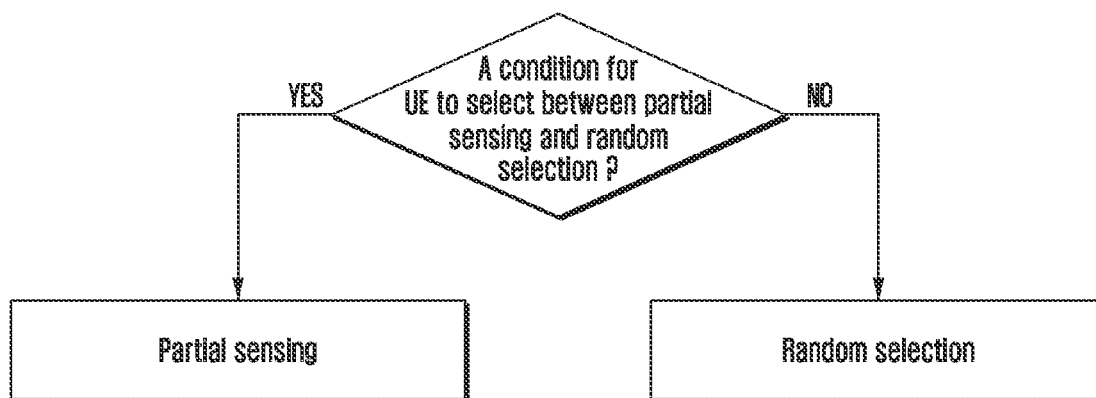 A condition for
YES UE to select between partial NO
sensing and random
selection ?
Partial sensing Random selection